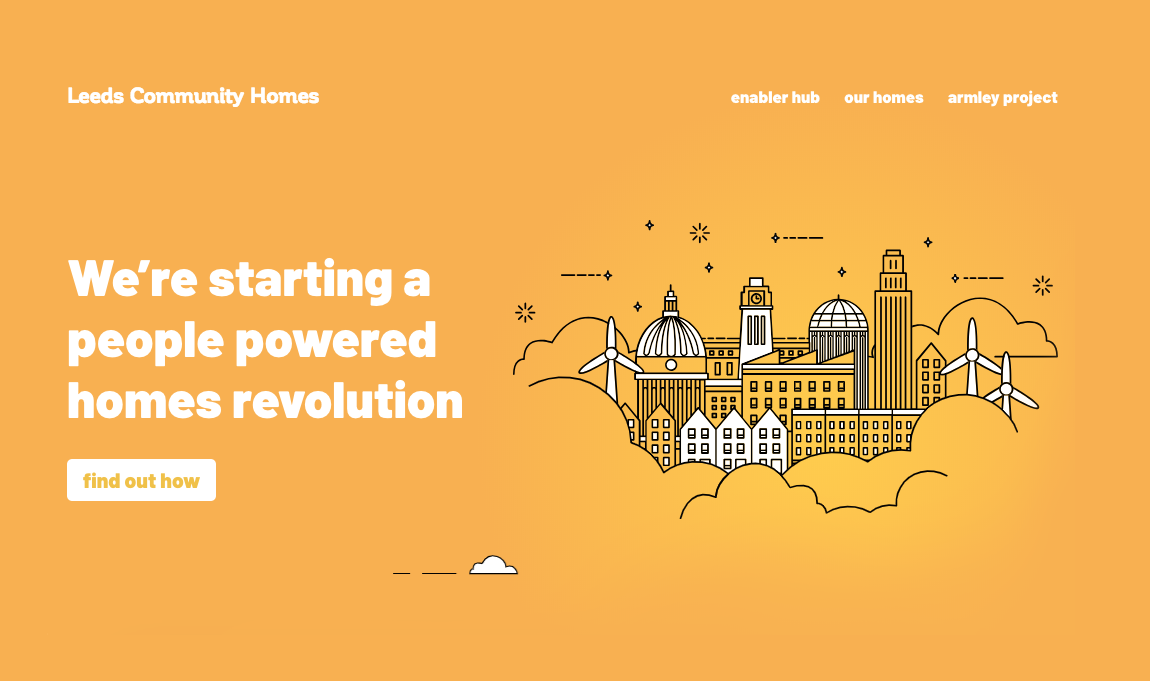 Leeds Community Homes
enabler hub our homes armley project
We’re starting a
people powered
homes revolution
find out how